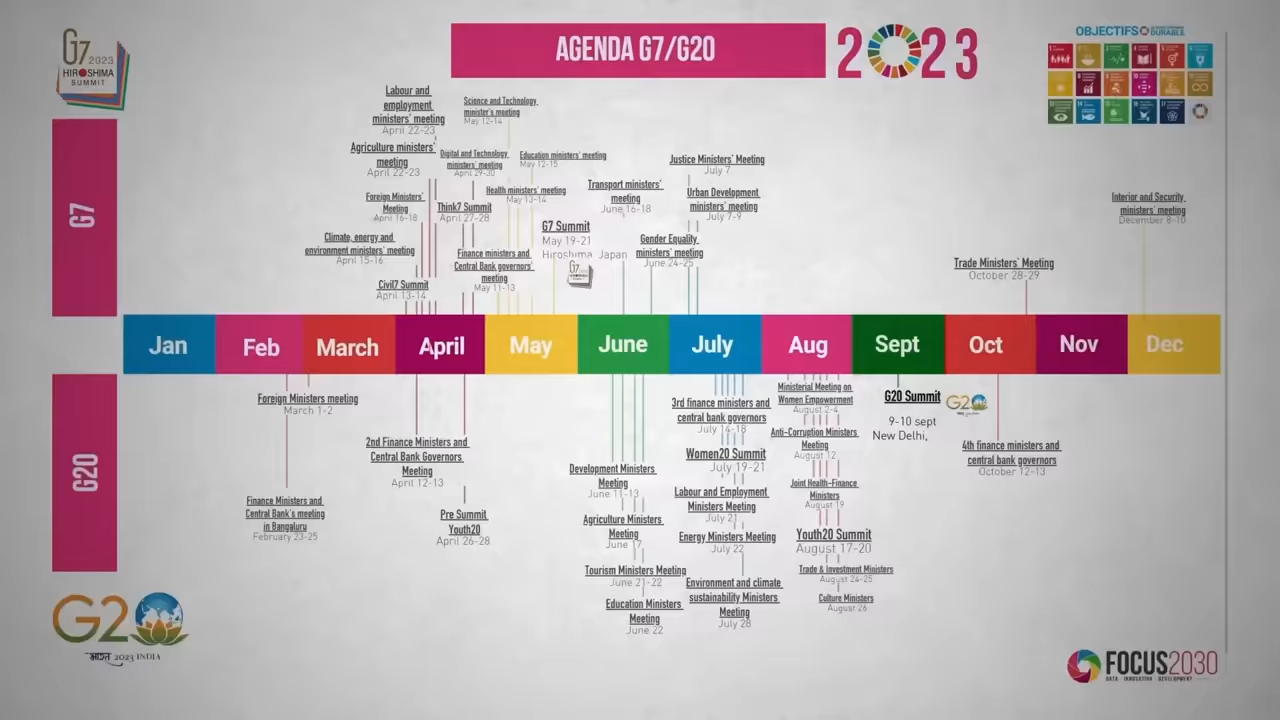 G7
2023
HIROSHIMA
SUMMIT
AGENDA G7/G20
2023
OBJECTIFS
DURABLE
G7
Labour and
employment
ministers' meeting
April 22-23
Agriculture ministers'
meeting
April 22-23
Foreign Ministers'
Meeting
April 16-18
Climate, energy and
environment ministers' meeting
April 15-16
Civil7 Summit
April 13-14
Science and Technology
minister's meeting
May 12-14
Digital and Technology
ministers' meeting
April 29-30
Think7 Summit
April 27-28
Education ministers' meeting
May 12-15
Health ministers' meeting
May 13-14
Finance ministers and
Central Bank governors'
meeting
May 11-13
G7 Summit
May 19-21
Hiroshima Japan
Transport ministers'
meeting
June 16-18
Gender Equality
ministers' meeting
June 24-25
Justice Ministers' Meeting
July 7
Urban Development
ministers' meeting
July 7-9
Trade Ministers' Meeting
October 28-29
Interior and Security
ministers' meeting
December 8-10
Jan
Feb
March
April
May
June
July
Aug
Sept
Oct
Nov
Dec
G20
Foreign Ministers meeting
March 1-2
Finance Ministers and
Central Bank's meeting
in Bengaluru
February 23-25
2nd Finance Ministers and
Central Bank Governors
Meeting
April 12-13
Pre Summit
Youth20
April 26-28
Development Ministers
Meeting
June 11-13
Agriculture Ministers
Meeting
June 17
Tourism Ministers Meeting
June 21-22
Education Ministers
Meeting
June 22
3rd finance ministers and
central bank governors
July 14-18
Women20 Summit
July 19-21
Labour and Employment
Ministers Meeting
July 21
Energy Ministers Meeting
July 22
Environment and climate
sustainability Ministers
Meeting
July 28
Ministerial Meeting on
Women Empowerment
August 2-4
Anti-Corruption Ministers
Meeting
August 12
Joint Health-Finance
Ministers
August 19
Youth20 Summit
August 17-20
Trade & Investment Ministers
August 24-25
Culture Ministers
August 26
G20 Summit
9-10 sept
New Delhi,
G20
4th finance ministers and
central bank governors
October 12-13
G20
भारत 2023 INDIA
FOCUS2030
DATA INNOVATION DEVELOPMENT